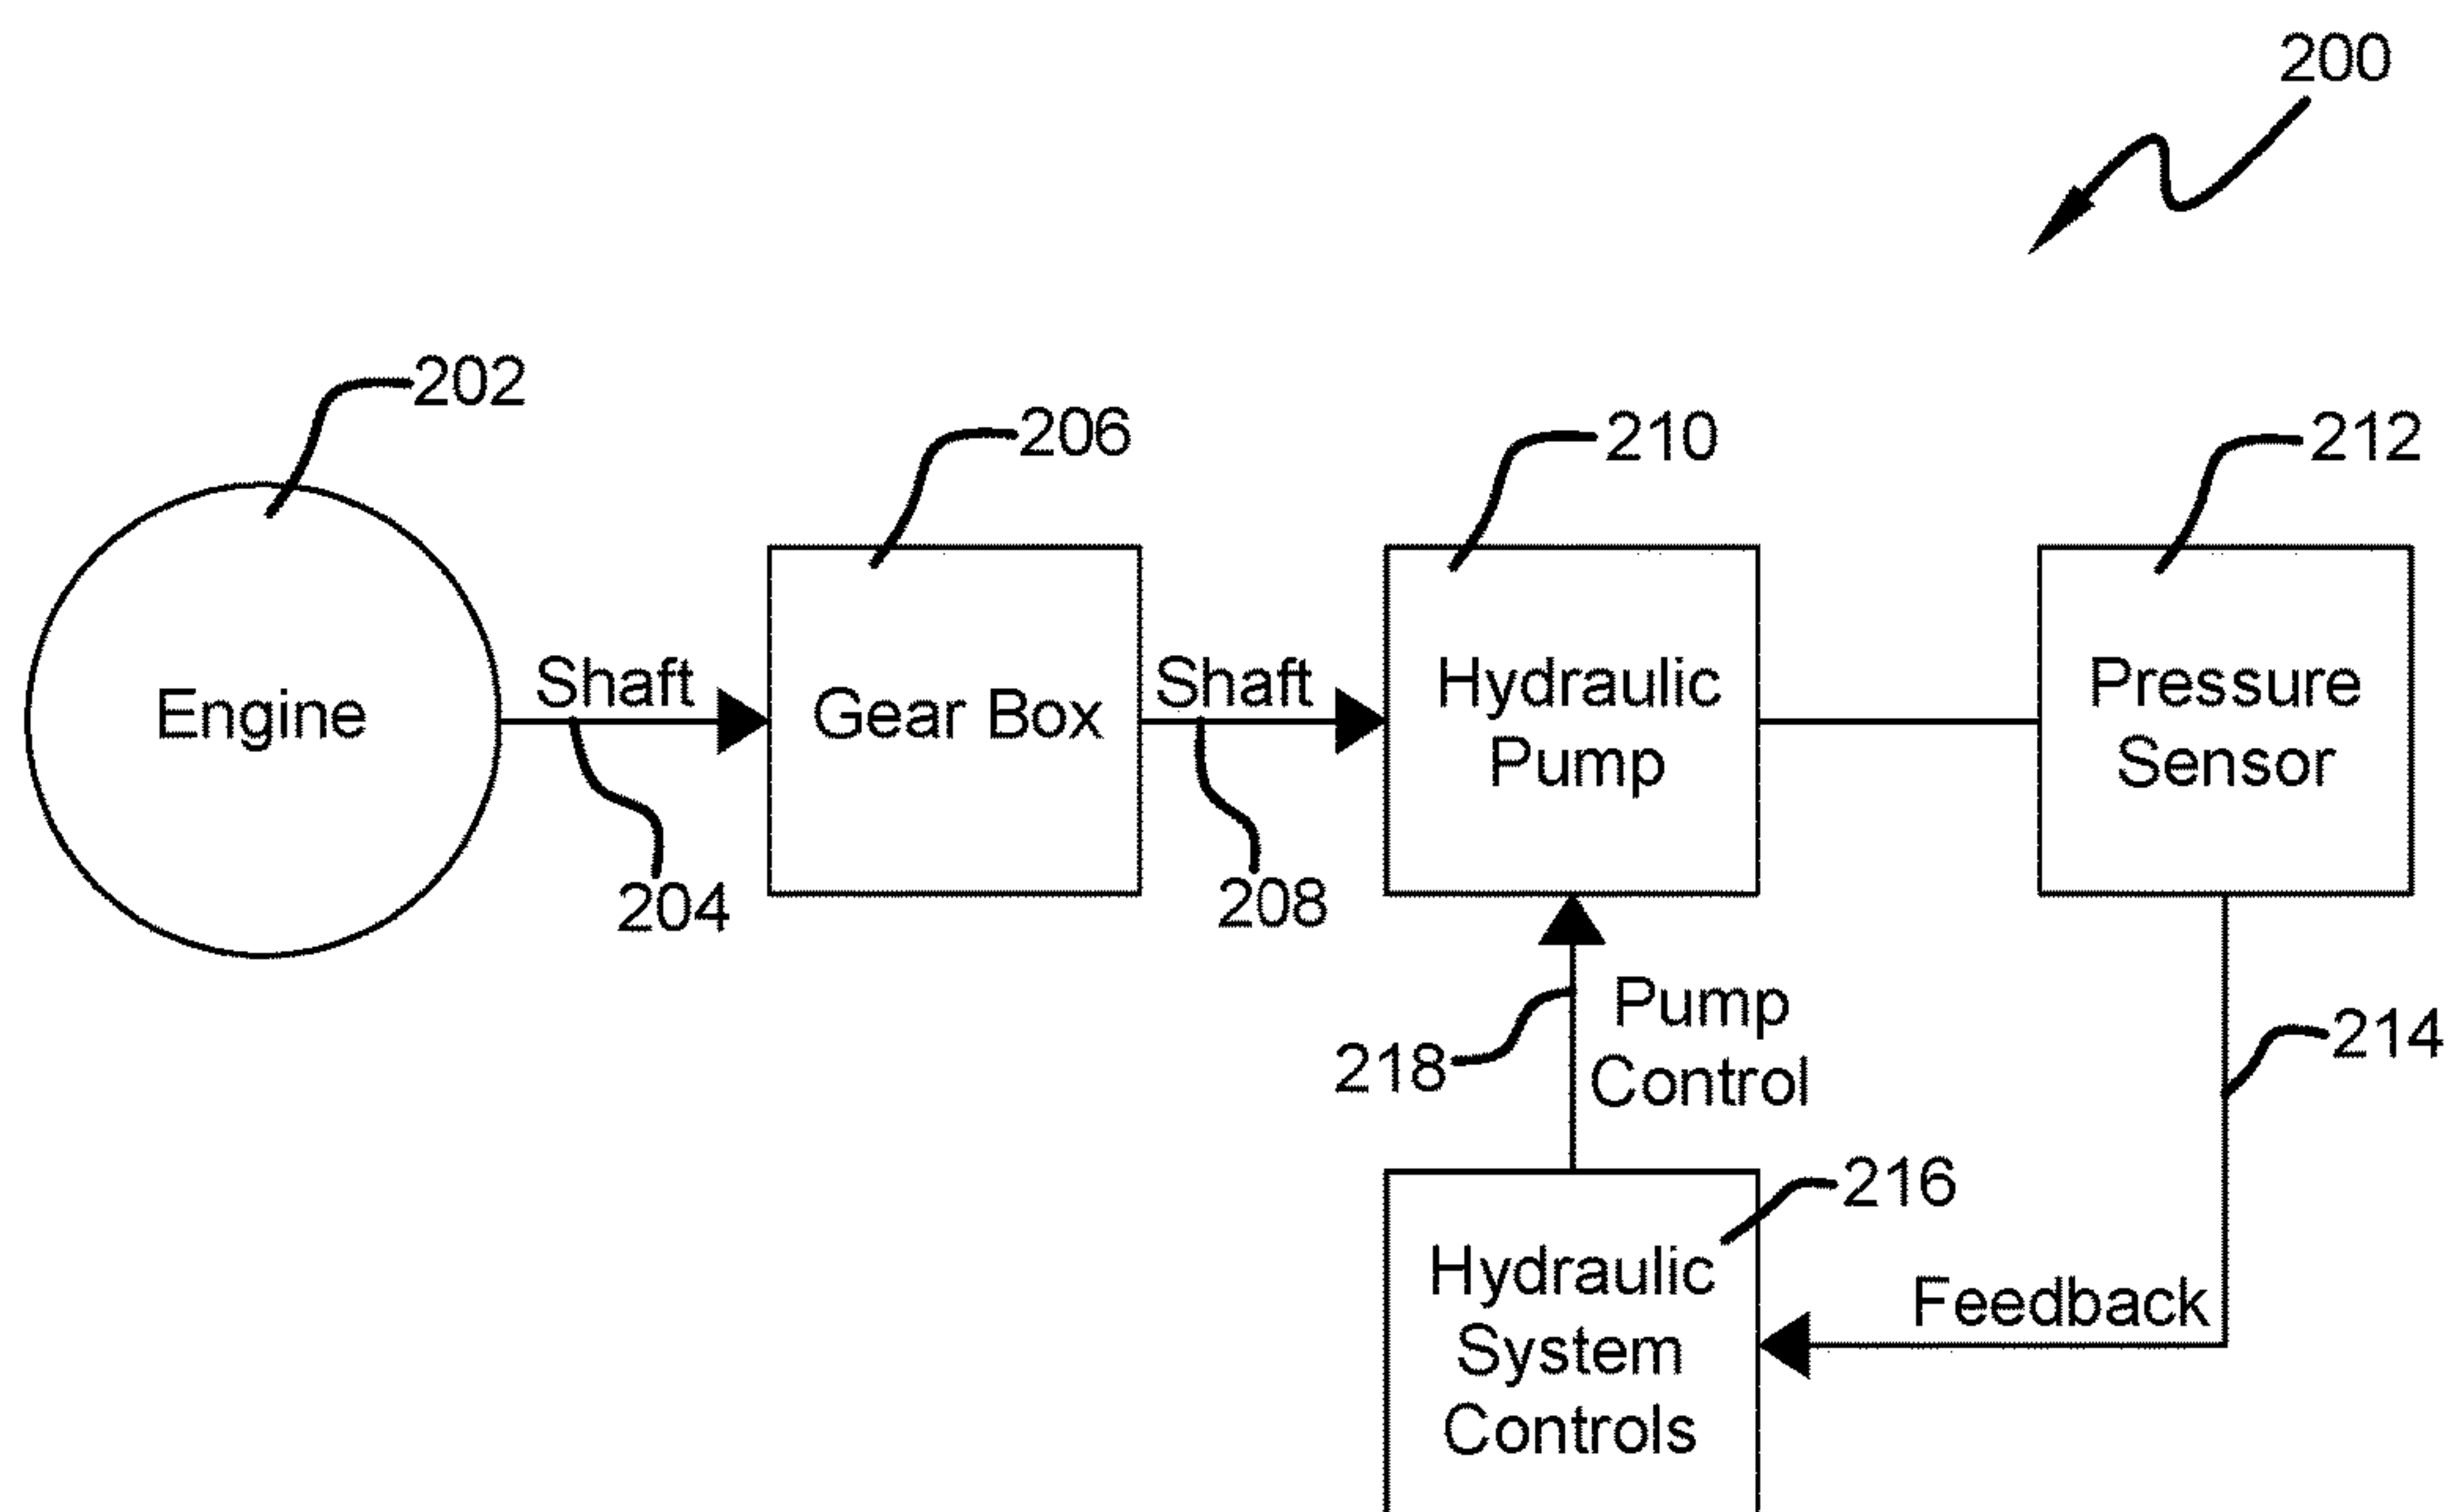 200
202
206
210
212
Engine
Shaft
Gear Box
Shaft
Hydraulic
Pump
Pressure
Sensor
204
208
218
Pump
Control
214
216
Hydraulic
System
Controls
Feedback